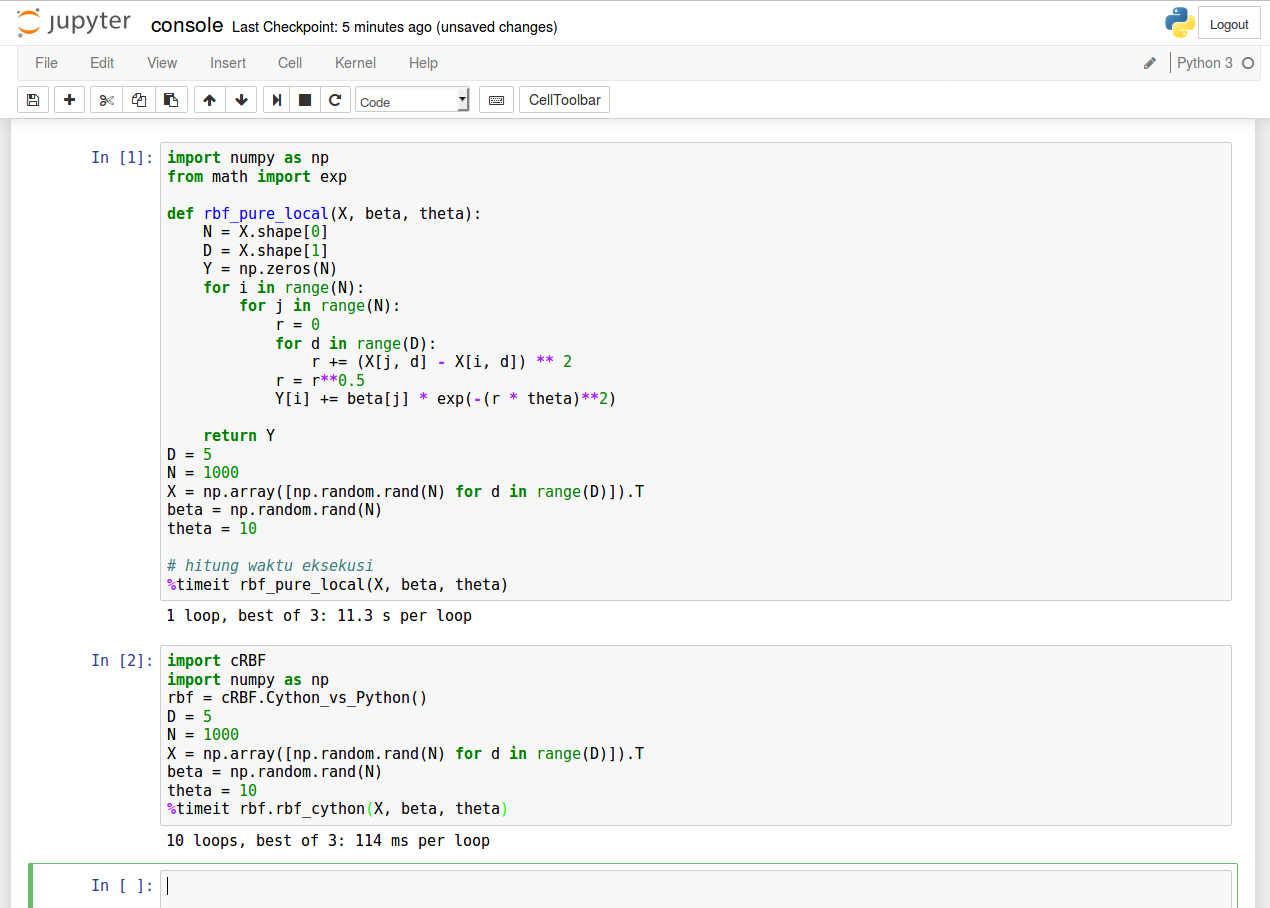 jupyter console Last Checkpoint: 5 minutes ago (unsaved changes) Logout
File Edit View Insert Cell Kernel Help Python 3
Code CellToolbar
In [1]: import numpy as np
from math import exp
def rbf_pure_local(X, beta, theta):
    N = X.shape[0]
    D = X.shape[1]
    Y = np.zeros(N)
    for i in range(N):
        for j in range(N):
            r = 0
            for d in range(D):
                r += (X[j, d] - X[i, d]) ** 2
            r = r**0.5
            Y[i] += beta[j] * exp(-(r * theta)**2)
    return Y
D = 5
N = 1000
X = np.array([np.random.rand(N) for d in range(D)]).T
beta = np.random.rand(N)
theta = 10
# hitung waktu eksekusi
%timeit rbf_pure_local(X, beta, theta)
1 loop, best of 3: 11.3 s per loop
In [2]: import cRBF
import numpy as np
rbf = cRBF.Cython_vs_Python()
D = 5
N = 1000
X = np.array([np.random.rand(N) for d in range(D)]).T
beta = np.random.rand(N)
theta = 10
%timeit rbf.rbf_cython(X, beta, theta)
10 loops, best of 3: 114 ms per loop
In [ ]: